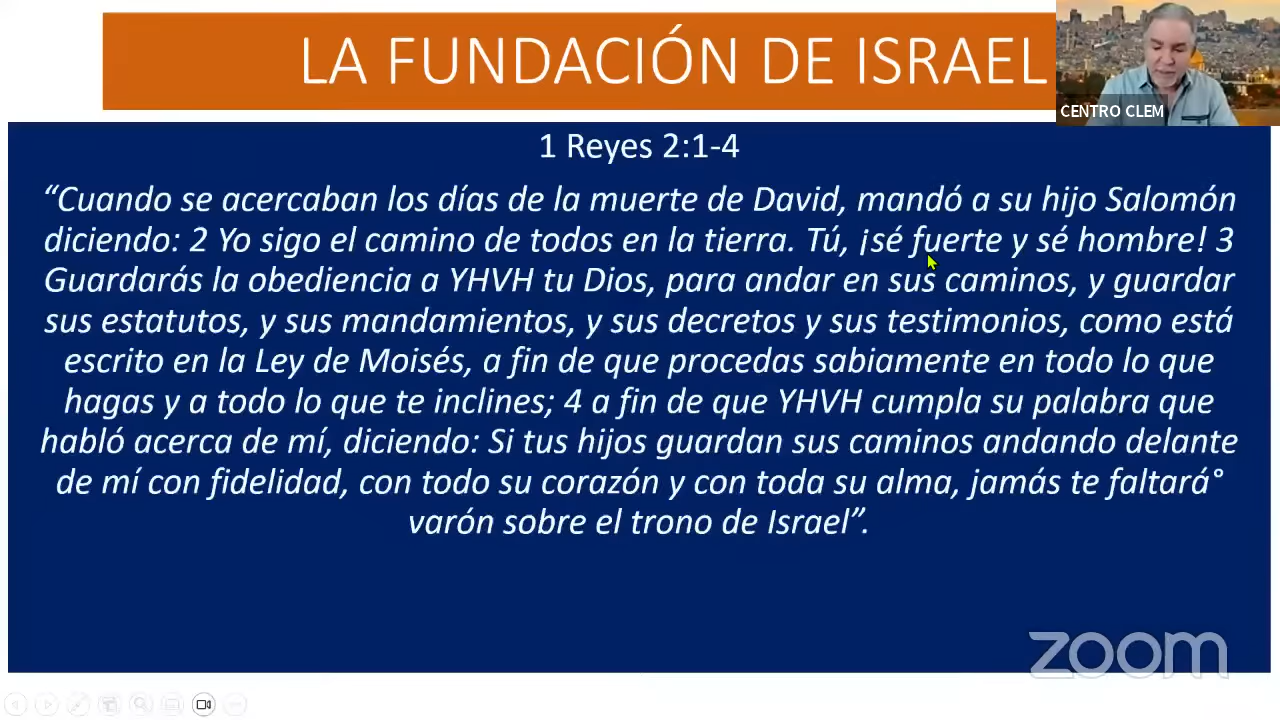 LA FUNDACIÓN DE ISRAEL
CENTRO CLEM
1 Reyes 2:1-4
“Cuando se acercaban los días de la muerte de David, mandó a su hijo Salomón
diciendo: 2 Yo sigo el camino de todos en la tierra. Tú, ¡sé fuerte y sé hombre! 3
Guardarás la obediencia a YHVH tu Dios, para andar en sus caminos, y guardar
sus estatutos, y sus mandamientos, y sus decretos y sus testimonios, como está
escrito en la Ley de Moisés, a fin de que procedas sabiamente en todo lo que
hagas y a todo lo que te inclines; 4 a fin de que YHVH cumpla su palabra que
habló acerca de mí, diciendo: Si tus hijos guardan sus caminos andando delante
de mí con fidelidad, con todo su corazón y con toda su alma, jamás te faltará°
varón sobre el trono de Israel”.
zoom